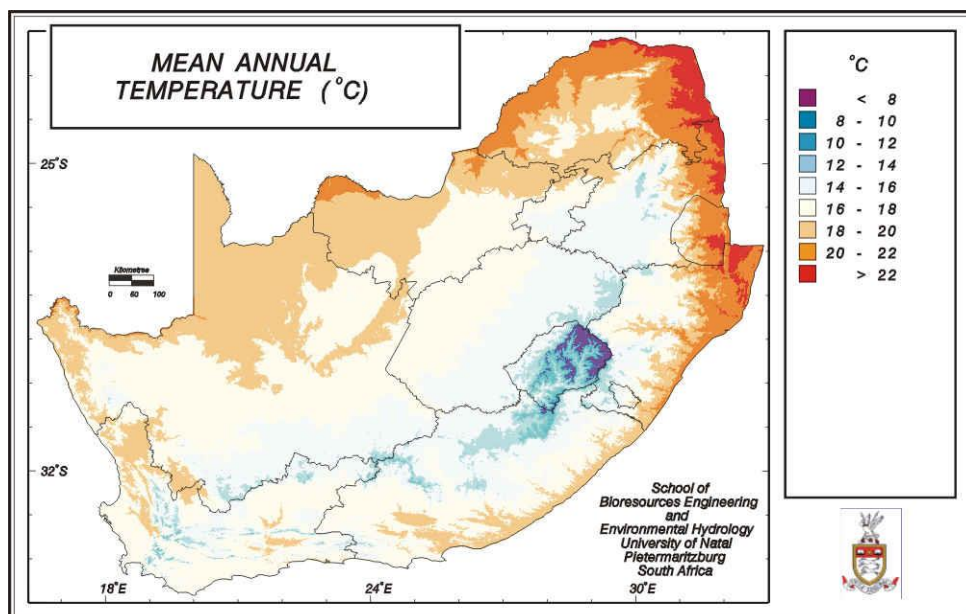 MEAN ANNUAL
TEMPERATURE (°C)
°C
< 8
8 - 10
10 - 12
12 - 14
14 - 16
16 - 18
18 - 20
20 - 22
> 22
25°S
Kilometres
0 60 100
32°S
18°E
24°E
30°E
School of
Bioresources Engineering
and
Environmental Hydrology
University of Natal
Pietermaritzburg
South Africa